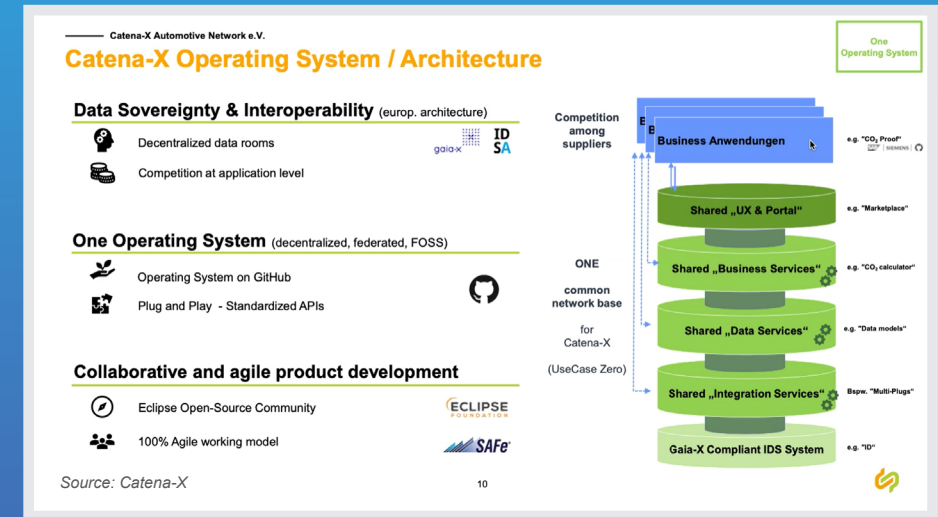 Catena-X Automotive Network e.V.
Catena-X Operating System / Architecture
One
Operating System
Data Sovereignty & Interoperability (europ. architecture)
Decentralized data rooms
Competition at application level
gaia-x
ID
SA
One Operating System (decentralized, federated, FOSS)
Operating System on GitHub
Plug and Play - Standardized APIs
Collaborative and agile product development
Eclipse Open-Source Community
100% Agile working model
ECLIPSE
FOUNDATION
SAFe
Competition
among
suppliers
ONE
common
network base
for
Catena-X
(UseCase Zero)
B
B
Business Anwendungen
Shared „UX & Portal“
Shared „Business Services“
Shared „Data Services“
Shared „Integration Services“
Gaia-X Compliant IDS System
e.g. "CO₂ Proof"
SAP | SIEMENS |
e.g. "Marketplace"
e.g. "CO₂ calculator"
e.g. "Data models"
Bspw. "Multi-Plugs"
e.g. "ID"
Source: Catena-X
10